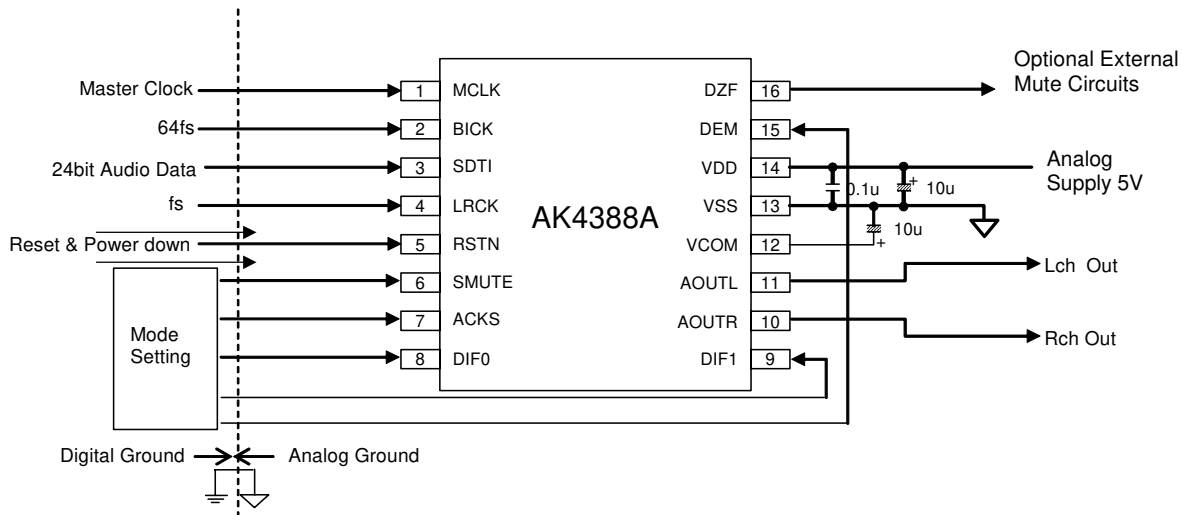 Master Clock
64fs
24bit Audio Data
fs
Reset & Power down
Mode
Setting
1 MCLK
2 BICK
3 SDTI
4 LRCK
5 RSTN
6 SMUTE
7 ACKS
8 DIF0
AK4388A
DZF 16
DEM 15
VDD 14
VSS 13
VCOM 12
AOUTL 11
AOUTR 10
DIF1 9
Optional External
Mute Circuits
Analog
Supply 5V
0.1u
+ 10u
10u
+
Lch Out
Rch Out
Digital Ground
Analog Ground